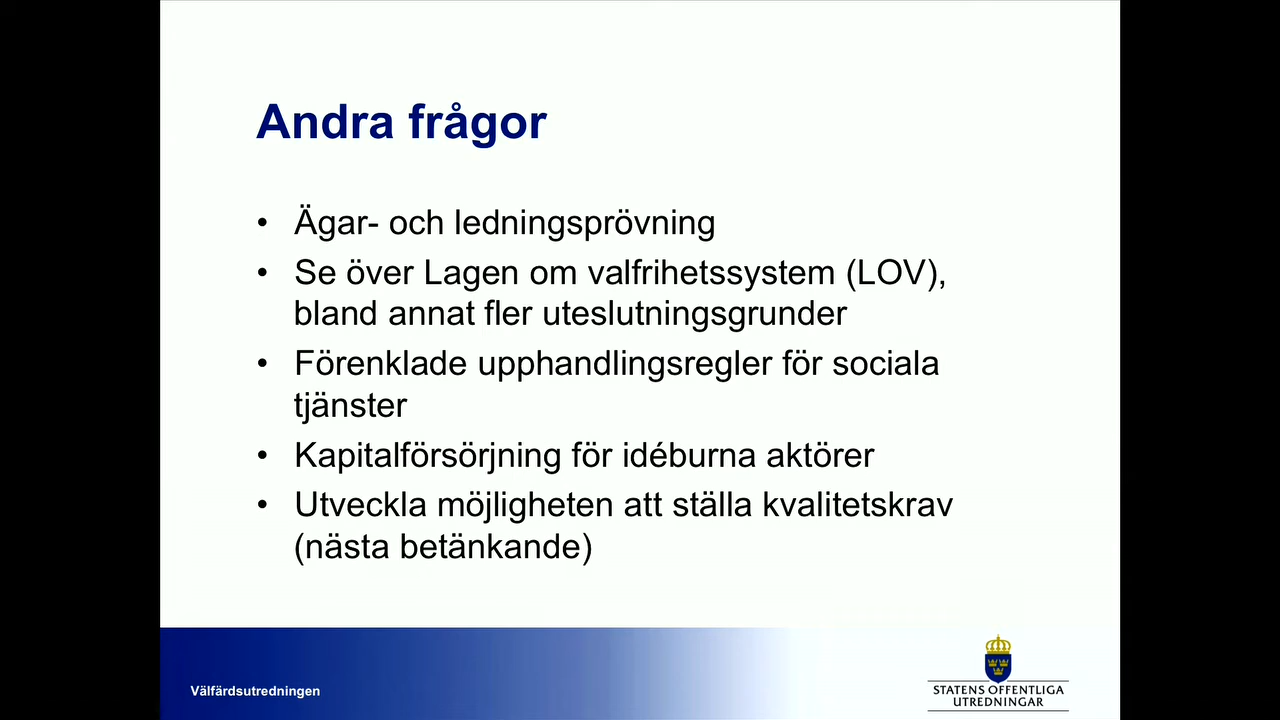 Andra frågor
• Ägar- och ledningsprövning
• Se över Lagen om valfrihetssystem (LOV),
bland annat fler uteslutningsgrunder
• Förenklade upphandlingsregler för sociala
tjänster
• Kapitalförsörjning för idéburna aktörer
• Utveckla möjligheten att ställa kvalitetskrav
(nästa betänkande)
Välfärdsutredningen
STATENS OFFENTLIGA
UTREDNINGAR